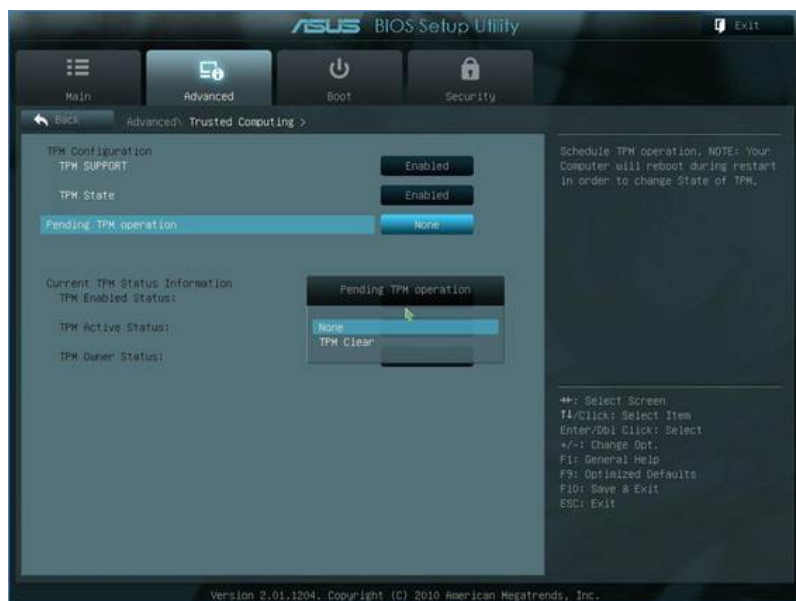 ASUS BIOS Setup Utility
Exit
Main
Advanced
Boot
Security
Back
Advanced\ Trusted Computing >
TPM Configuration
TPM SUPPORT
Enabled
TPM State
Enabled
Pending TPM operation
None
Current TPM Status Information
TPM Enabled Status:
TPM Active Status:
TPM Owner Status:
Pending TPM operation
None
TPM Clear
Schedule TPM operation. NOTE: Your
Computer will reboot during restart
in order to change State of TPM.
→←: Select Screen
↑↓/Click: Select Item
Enter/Dbl Click: Select
+/-: Change Opt.
F1: General Help
F9: Optimized Defaults
F10: Save & Exit
ESC: Exit
Version 2.01.1204. Copyright (C) 2010 American Megatrends, Inc.